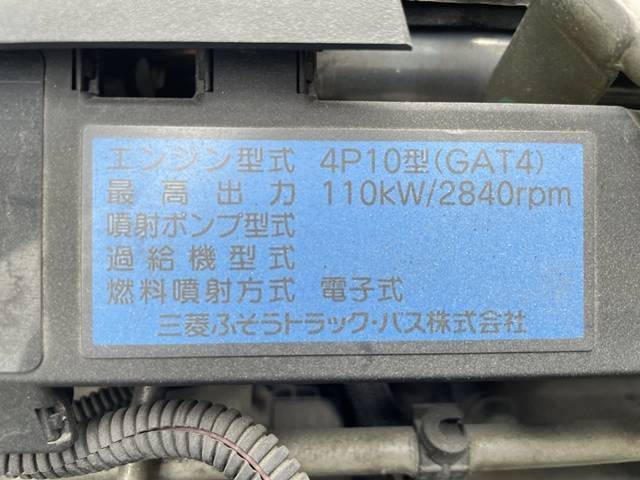 エンジン型式 4P10型(GAT4)
最高出力 110kW/2840rpm
噴射ポンプ型式
過給機型式
燃料噴射方式 電子式
三菱ふそうトラック・バス株式会社